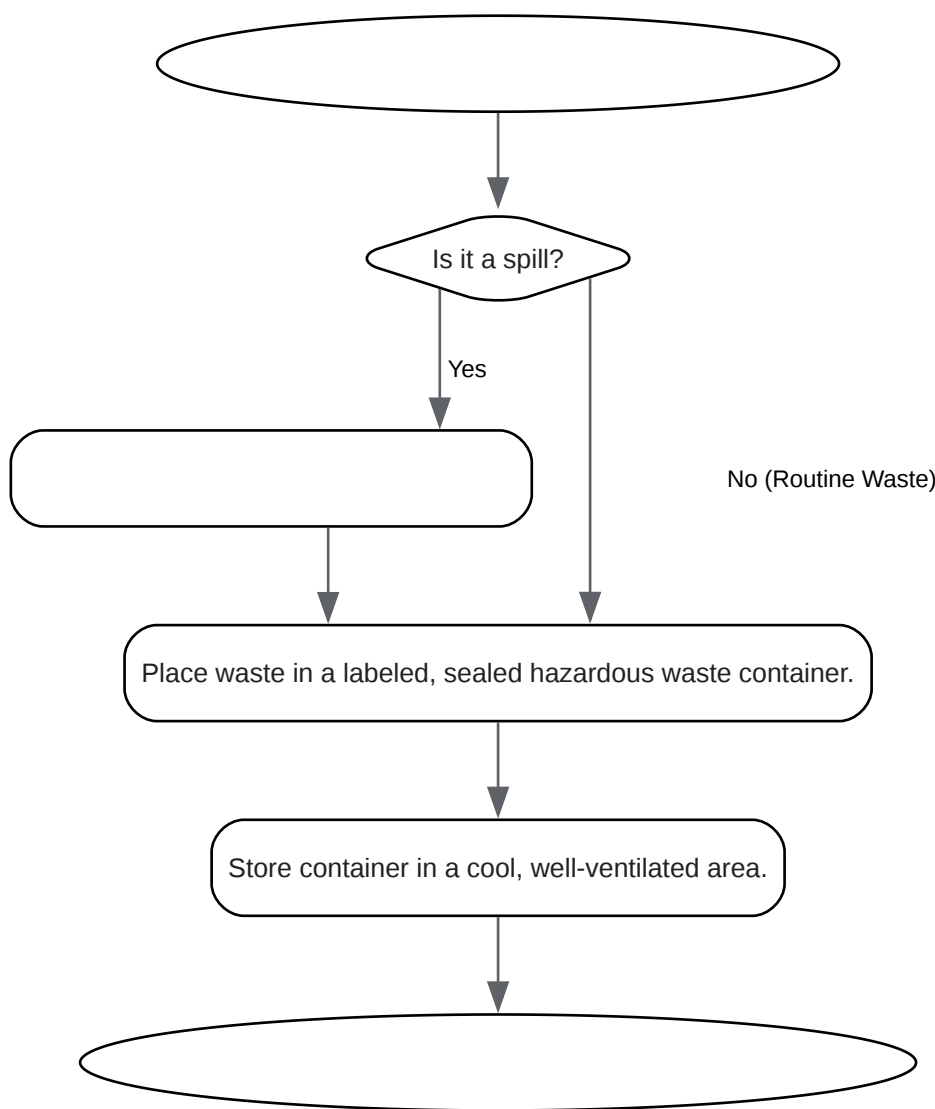 Is it a spill?
Yes
No (Routine Waste)
Place waste in a labeled, sealed hazardous waste container.
Store container in a cool, well-ventilated area.